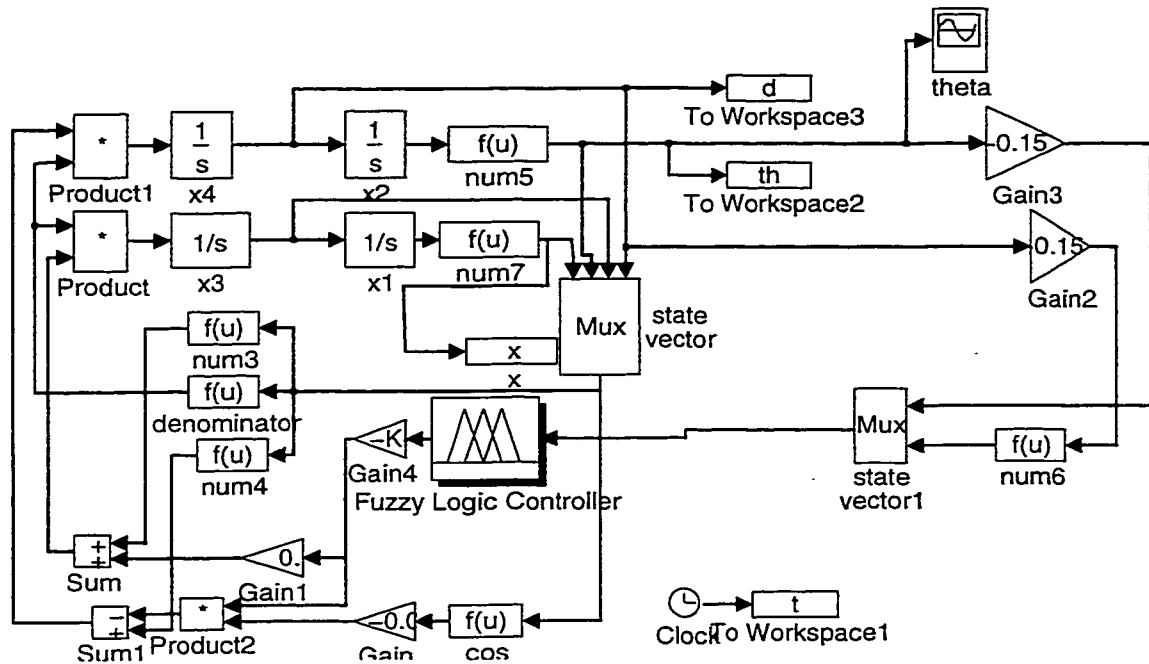 theta
d
To Workspace3
* 1 s 1 s f(u) -0.15
Product1 x4 x2 num5 th Gain3
To Workspace2
* 1/s 1/s f(u) 0.15
Product x3 x1 num7 Gain2
Mux state vector
f(u) x
num3 x
f(u)
denominator
f(u) -K Mux f(u)
num4 Gain4 state vector1 num6
Fuzzy Logic Controller
+ +
Sum 0.
Gain1
- + * -0.0 f(u) t
Sum1 Product2 Gain cos Clock To Workspace1